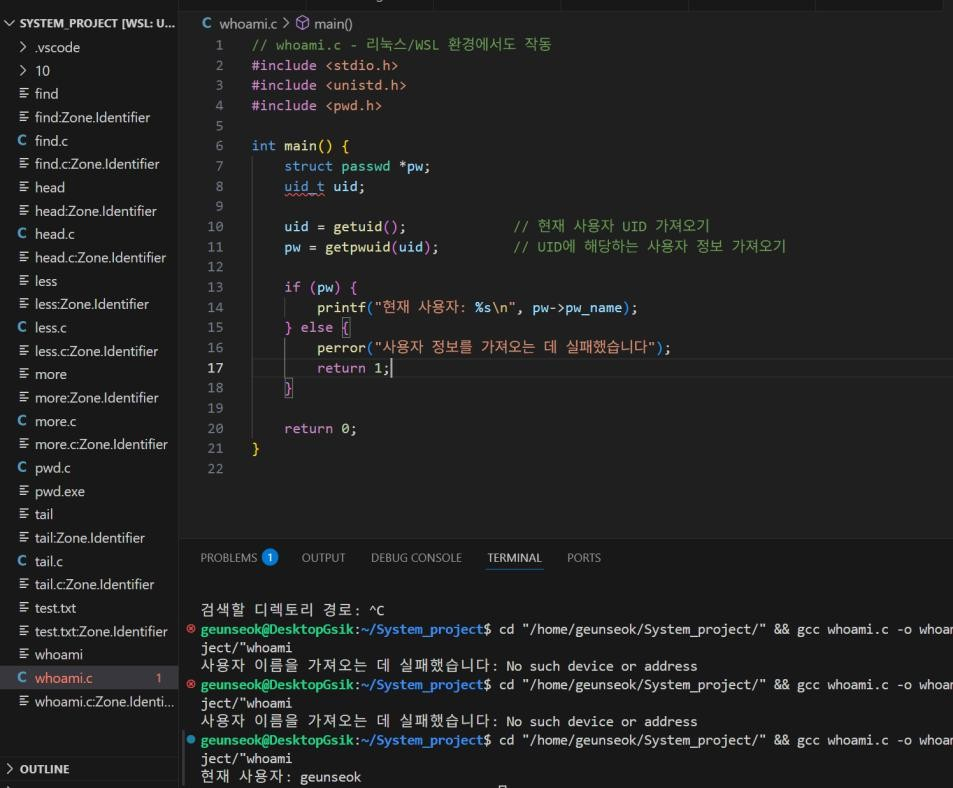 SYSTEM_PROJECT [WSL: U...
.vscode
10
find
find:Zone.Identifier
C find.c
find.c:Zone.Identifier
head
head:Zone.Identifier
C head.c
head.c:Zone.Identifier
less
less:Zone.Identifier
C less.c
less.c:Zone.Identifier
more
more:Zone.Identifier
C more.c
more.c:Zone.Identifier
C pwd.c
pwd.exe
tail
tail:Zone.Identifier
C tail.c
tail.c:Zone.Identifier
test.txt
test.txt:Zone.Identifier
whoami
C whoami.c 1
whoami.c:Zone.Identi...
OUTLINE
C whoami.c > main()
1 // whoami.c - 리눅스/WSL 환경에서도 작동
2 #include <stdio.h>
3 #include <unistd.h>
4 #include <pwd.h>
5
6 int main() {
7 struct passwd *pw;
8 uid_t uid;
9
10 uid = getuid(); // 현재 사용자 UID 가져오기
11 pw = getpwuid(uid); // UID에 해당하는 사용자 정보 가져오기
12
13 if (pw) {
14 printf("현재 사용자: %s\n", pw->pw_name);
15 } else {
16 perror("사용자 정보를 가져오는 데 실패했습니다");
17 return 1;
18 }
19
20 return 0;
21 }
22
PROBLEMS 1 OUTPUT DEBUG CONSOLE TERMINAL PORTS
검색할 디렉토리 경로: ^C
geunseok@DesktopGsik:~/System_project$ cd "/home/geunseok/System_project/" && gcc whoami.c -o whoam
ject/"whoami
사용자 이름을 가져오는 데 실패했습니다: No such device or address
geunseok@DesktopGsik:~/System_project$ cd "/home/geunseok/System_project/" && gcc whoami.c -o whoam
ject/"whoami
사용자 이름을 가져오는 데 실패했습니다: No such device or address
geunseok@DesktopGsik:~/System_project$ cd "/home/geunseok/System_project/" && gcc whoami.c -o whoam
ject/"whoami
현재 사용자: geunseok